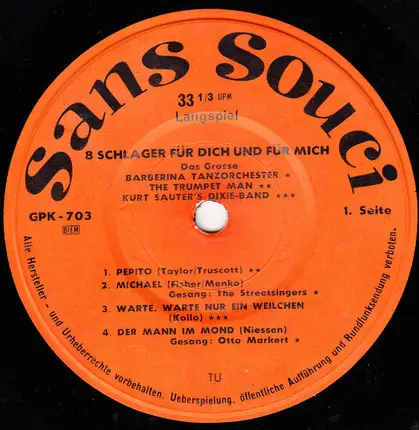 Sans Souci
33 1/3 UPM
Langspiel
8 SCHLAGER FÜR DICH UND FÜR MICH
Das Grosse
BARBERINA TANZORCHESTER *
THE TRUMPET MAN **
KURT SAUTER'S DIXIE-BAND ***
GPK - 703
BIEM
1. Seite
1. PEPITO (Taylor/Truscott) **
2. MICHAEL (Fisher/Menko)
Gesang: The Streetsingers *
3. WARTE, WARTE NUR EIN WEILCHEN
(Kollo) ***
4. DER MANN IM MOND (Niessen)
Gesang: Otto Markert *
TU
Alle Hersteller - und Urheberrechte vorbehalten. Ueberspielung, öffentliche Aufführung und Rundfunksendung verboten.